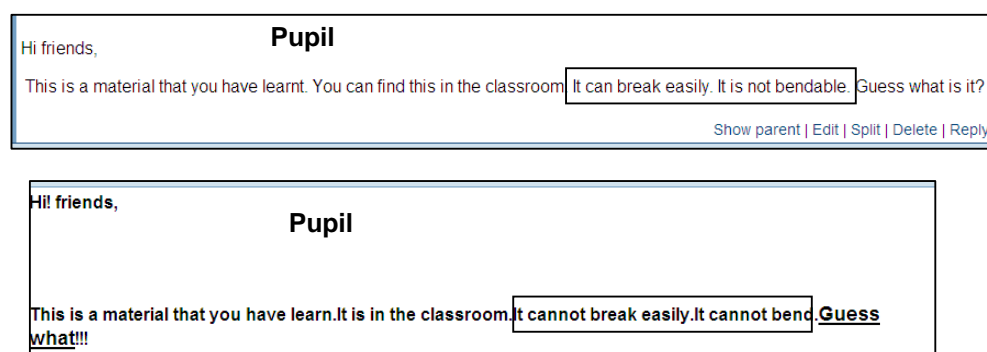 Pupil
Hi friends,
This is a material that you have learnt. You can find this in the classroom. It can break easily. It is not bendable. Guess what is it?
Show parent | Edit | Split | Delete | Reply
Hi! friends,
Pupil
This is a material that you have learn.It is in the classroom.It cannot break easily.It cannot bend.Guess
what!!!